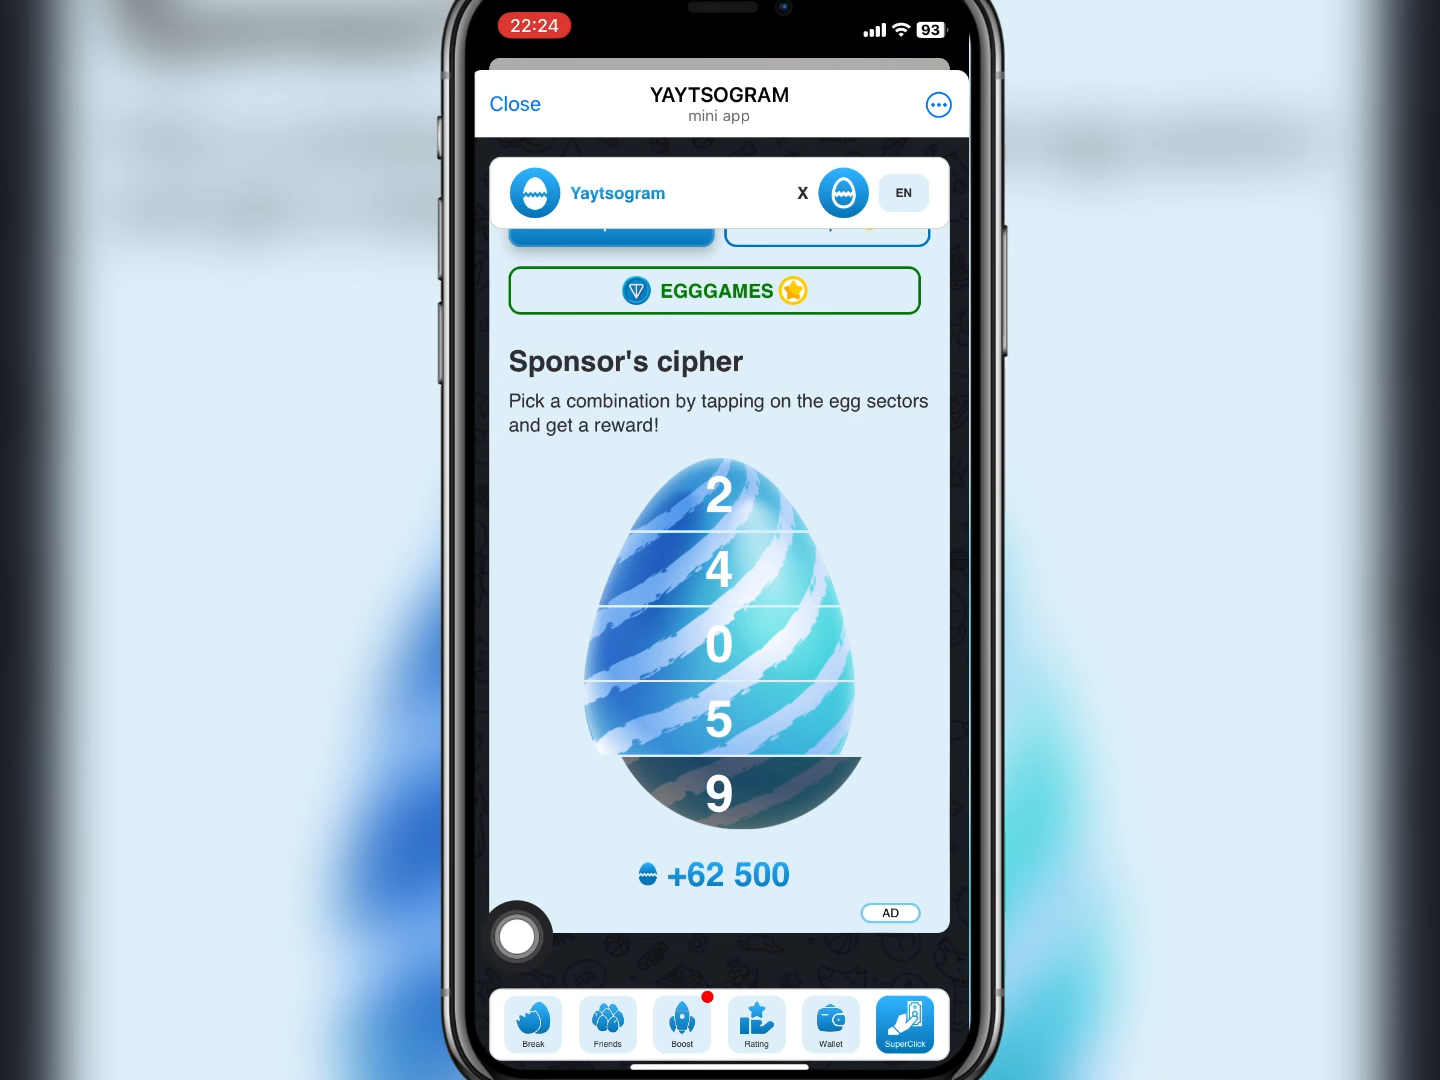 22:24
93
Close
YAYTSOGRAM
mini app
Yaytsogram
X
EN
EGGGAMES
Sponsor's cipher
Pick a combination by tapping on the egg sectors
and get a reward!
2
4
0
5
9
+62 500
AD
Break
Friends
Boost
Rating
Wallet
SuperClick